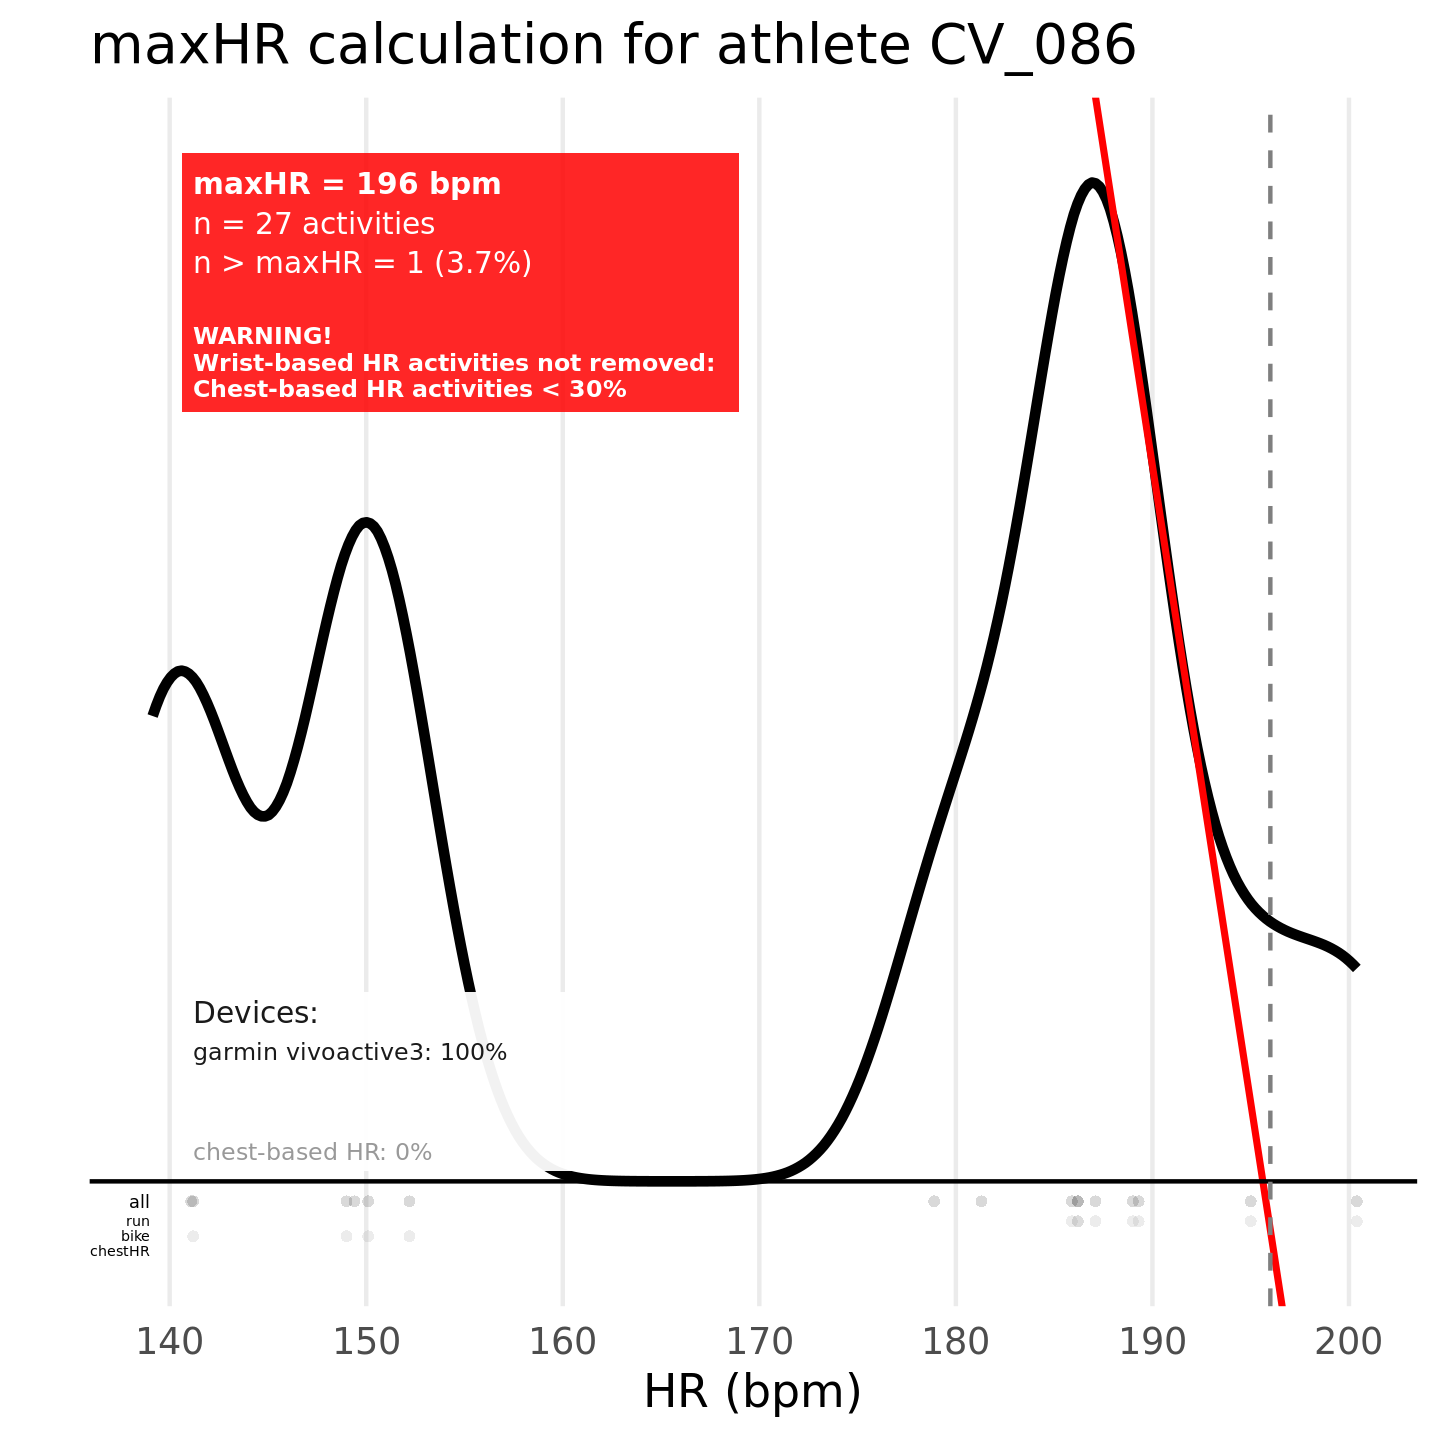 maxHR calculation for athlete CV_086
maxHR = 196 bpm
n = 27 activities
n > maxHR = 1 (3.7%)
WARNING!
Wrist-based HR activities not removed:
Chest-based HR activities < 30%
Devices:
garmin vivoactive3: 100%
chest-based HR: 0%
all
run
bike
chestHR
140 150 160 170 180 190 200
HR (bpm)